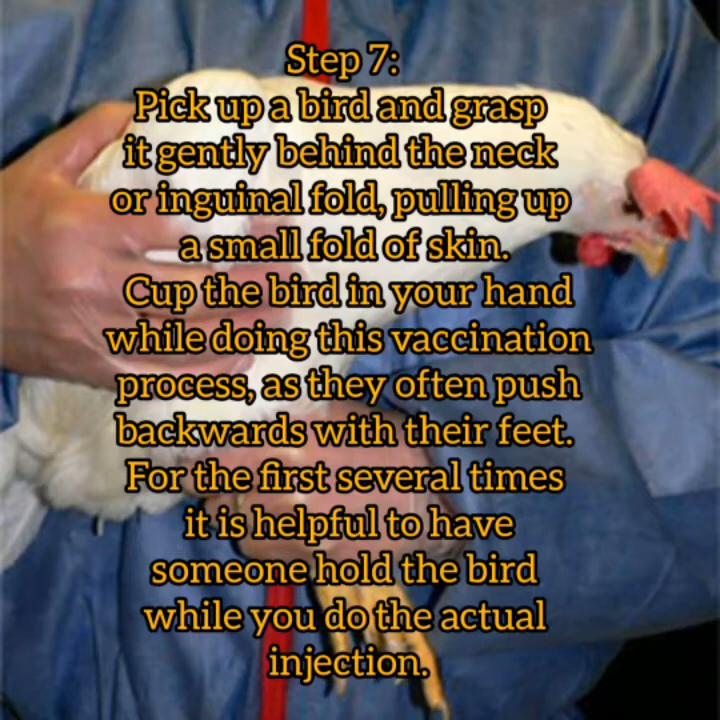 Step 7:
Pick up a bird and grasp
it gently behind the neck
or inguinal fold, pulling up
a small fold of skin.
Cup the bird in your hand
while doing this vaccination
process, as they often push
backwards with their feet.
For the first several times
it is helpful to have
someone hold the bird
while you do the actual
injection.